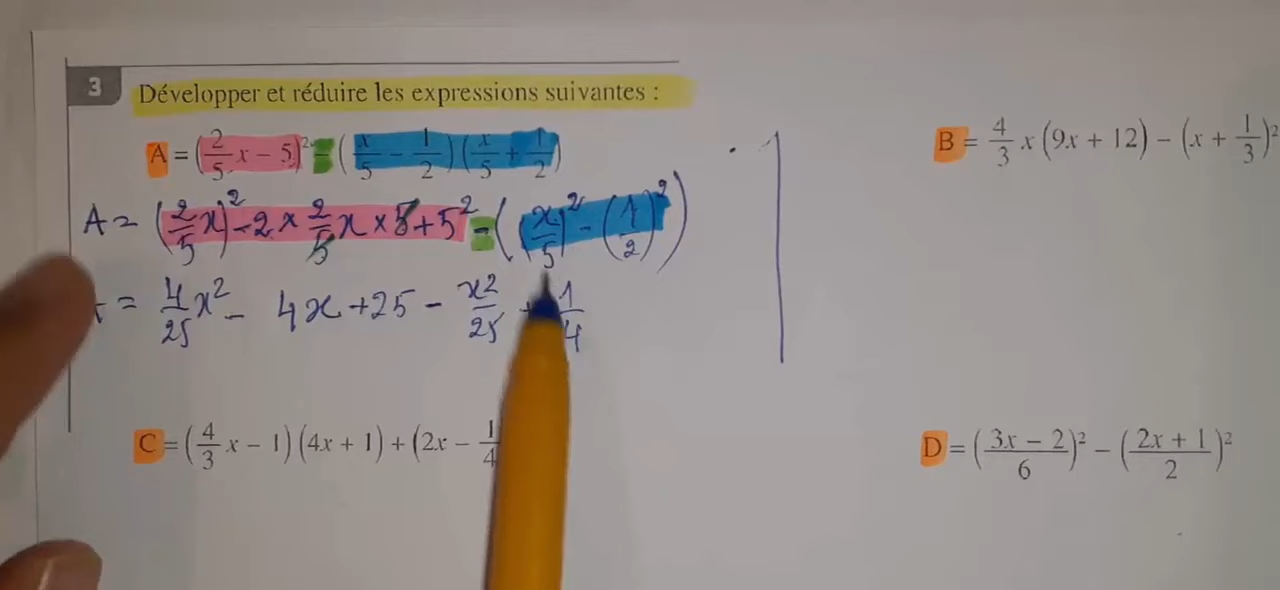 3 Développer et réduire les expressions suivantes :
A = (2/5 x − 5)² − (x/5 − 1/2)(x/5 + 1/2)
B = 4/3 x (9x + 12) − (x + 1/3)²
A = (2/5 x)² − 2 × 2/5 x × 5 + 5² − ((x/5)² − (1/2)²)
= 4/25 x² − 4x + 25 − x²/25 + 1/4
C = (4/3 x − 1)(4x + 1) + (2x − 1/4
D = (3x − 2/6)² − (2x + 1/2)²